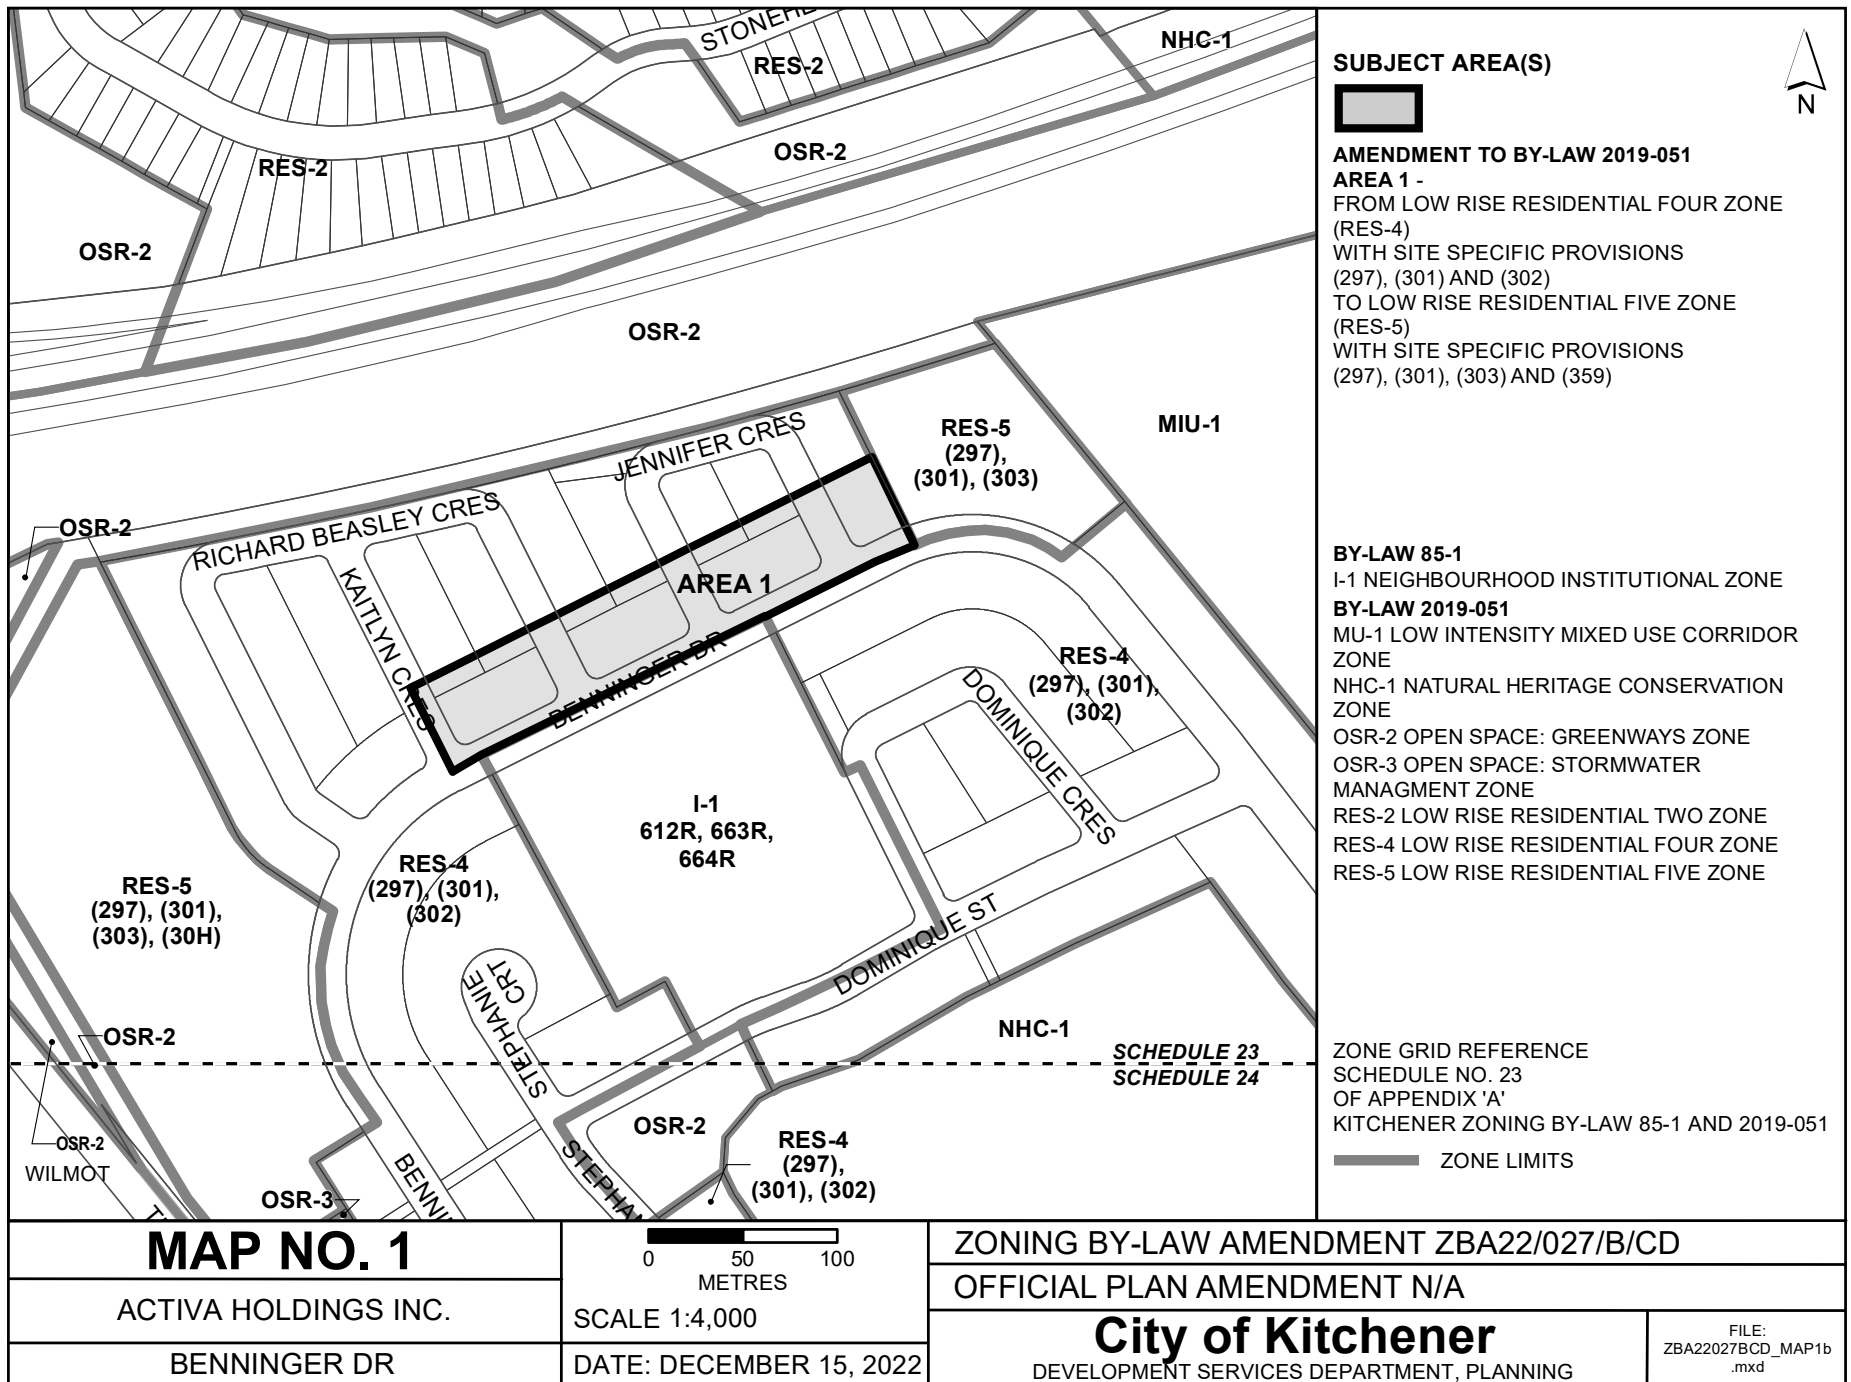 STONEHE
NHC-1
RES-2
OSR-2
RES-2
OSR-2
OSR-2
MIU-1
JENNIFER CRES
RES-5
(297),
(301), (303)
RICHARD BEASLEY CRES
OSR-2
KAITLYN CRES
AREA 1
BENNINGER DR
RES-4
(297), (301),
(302)
DOMINIQUE CRES
I-1
612R, 663R,
664R
RES-4
(297), (301),
(302)
RES-5
(297), (301),
(303), (30H)
DOMINIQUE ST
STEPHANIE
CRT
OSR-2
NHC-1
SCHEDULE 23
SCHEDULE 24
OSR-2
RES-4
(297),
(301), (302)
OSR-2
WILMOT
OSR-3
BENNI
STEPHAN
SUBJECT AREA(S)
N
AMENDMENT TO BY-LAW 2019-051
AREA 1 -
FROM LOW RISE RESIDENTIAL FOUR ZONE
(RES-4)
WITH SITE SPECIFIC PROVISIONS
(297), (301) AND (302)
TO LOW RISE RESIDENTIAL FIVE ZONE
(RES-5)
WITH SITE SPECIFIC PROVISIONS
(297), (301), (303) AND (359)
BY-LAW 85-1
I-1 NEIGHBOURHOOD INSTITUTIONAL ZONE
BY-LAW 2019-051
MU-1 LOW INTENSITY MIXED USE CORRIDOR
ZONE
NHC-1 NATURAL HERITAGE CONSERVATION
ZONE
OSR-2 OPEN SPACE: GREENWAYS ZONE
OSR-3 OPEN SPACE: STORMWATER
MANAGMENT ZONE
RES-2 LOW RISE RESIDENTIAL TWO ZONE
RES-4 LOW RISE RESIDENTIAL FOUR ZONE
RES-5 LOW RISE RESIDENTIAL FIVE ZONE
ZONE GRID REFERENCE
SCHEDULE NO. 23
OF APPENDIX 'A'
KITCHENER ZONING BY-LAW 85-1 AND 2019-051
ZONE LIMITS
MAP NO. 1
ACTIVA HOLDINGS INC.
BENNINGER DR
0 50 100
METRES
SCALE 1:4,000
DATE: DECEMBER 15, 2022
ZONING BY-LAW AMENDMENT ZBA22/027/B/CD
OFFICIAL PLAN AMENDMENT N/A
City of Kitchener
DEVELOPMENT SERVICES DEPARTMENT, PLANNING
FILE:
ZBA22027BCD_MAP1b
.mxd